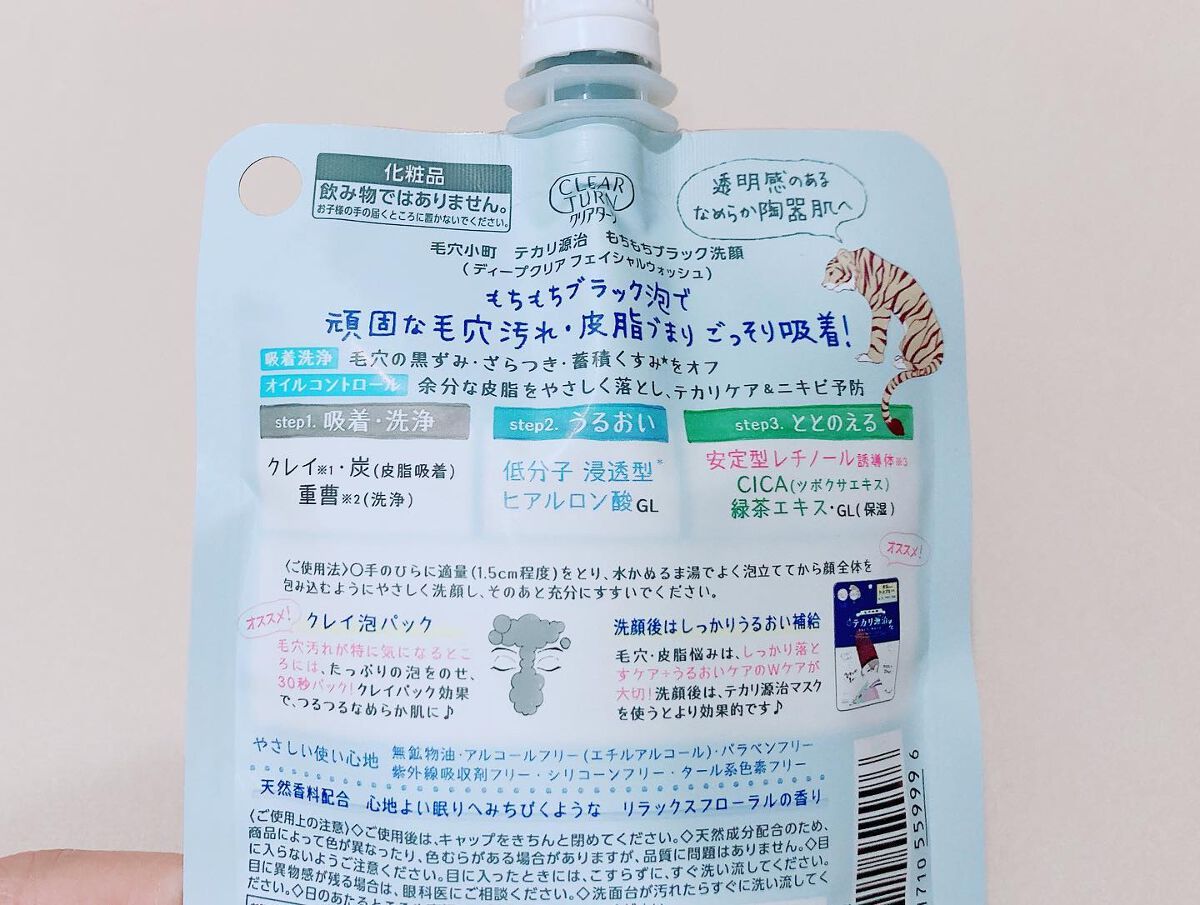 化粧品
飲み物ではありません。
お子様の手の届くところに置かないでください。
CLEAR
TURN
クリアターン
透明感のある
なめらか陶器肌へ
毛穴小町 テカリ源治 もちもちブラック洗顔
(ディープクリア フェイシャルウォッシュ)
もちもちブラック泡で
頑固な毛穴汚れ・皮脂づまり ごっそり吸着!
吸着洗浄 毛穴の黒ずみ・ざらつき・蓄積くすみ*をオフ
オイルコントロール 余分な皮脂をやさしく落とし、テカリケア&ニキビ予防
step1. 吸着・洗浄
クレイ※1・炭(皮脂吸着)
重曹※2(洗浄)
step2. うるおい
低分子 浸透型*
ヒアルロン酸GL
step3. ととのえる
安定型レチノール誘導体※3
CICA(ツボクサエキス)
緑茶エキス・GL(保湿)
〈ご使用法〉○手のひらに適量(1.5cm程度)をとり、水かぬるま湯でよく泡立ててから顔全体を
包み込むようにやさしく洗顔し、そのあと充分にすすいでください。
オススメ!
クレイ泡パック
毛穴汚れが特に気になるとこ
ろには、たっぷりの泡をのせ、
30秒パック!クレイパック効果
で、つるつるなめらか肌に♪
オススメ!
洗顔後はしっかりうるおい補給
毛穴・皮脂悩みは、しっかり落と
すケア+うるおいケアのWケアが
大切!洗顔後は、テカリ源治マスク
を使うとより効果的です♪
テカリ源治
やさしい使い心地 無鉱物油・アルコールフリー(エチルアルコール)・パラベンフリー
紫外線吸収剤フリー・シリコーンフリー・タール系色素フリー
天然香料配合 心地よい眠りへみちびくような リラックスフローラルの香り
〈ご使用上の注意〉◇ご使用後は、キャップをきちんと閉めてください。◇天然成分配合のため、
商品によって色が異なったり、色むらがある場合がありますが、品質に問題はありません。◇目
に入らないようご注意ください。目に入ったときには、こすらずに、すぐ洗い流してください。
目に異物感が残る場合は、眼科医にご相談ください。◇洗面台が汚れたらすぐに洗い流してく
ださい。◇日のあたるところや
710559996